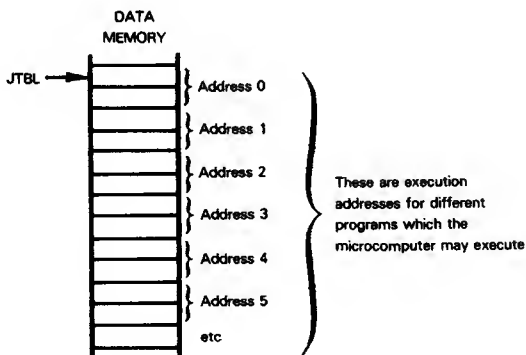 DATA
MEMORY
JTBL
Address 0
Address 1
Address 2
Address 3
Address 4
Address 5
etc
These are execution
addresses for different
programs which the
microcomputer may execute